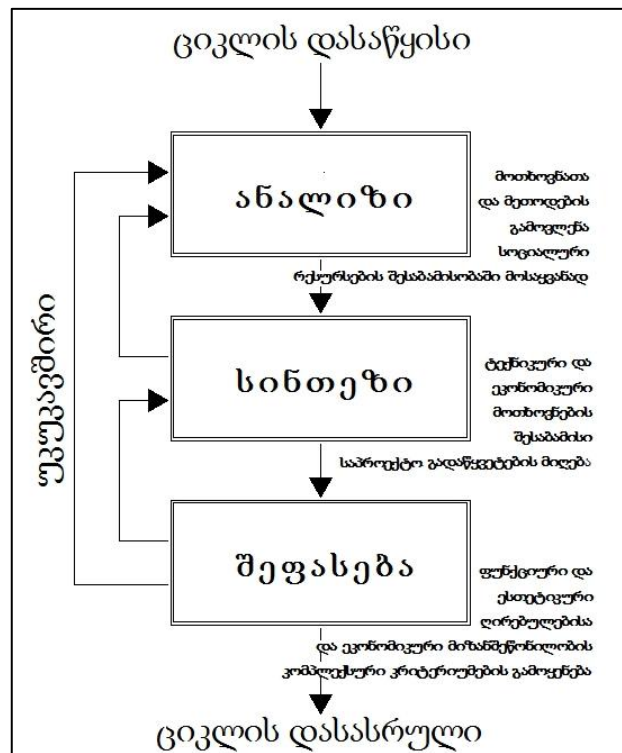 ციკლის დასაწყისი
ანალიზი
მოთხოვნათა
და მეთოდების
გამოვლენა
სოციალური
რესურსების შესაბამისობაში მოსაყვანად
სინთეზი
ტექნიკური და
ეკონომიკური
მოთხოვნების
შესაბამისი
საპროექტო გადაწყვეტების მიღება
შეფასება
ფუნქციური და
ესთეტიკური
ღირებულებისა
და ეკონომიკური მიზანშეწონილობის
კომპლექსური კრიტერიუმების გამოყენება
ციკლის დასასრული
უკუკავშირი